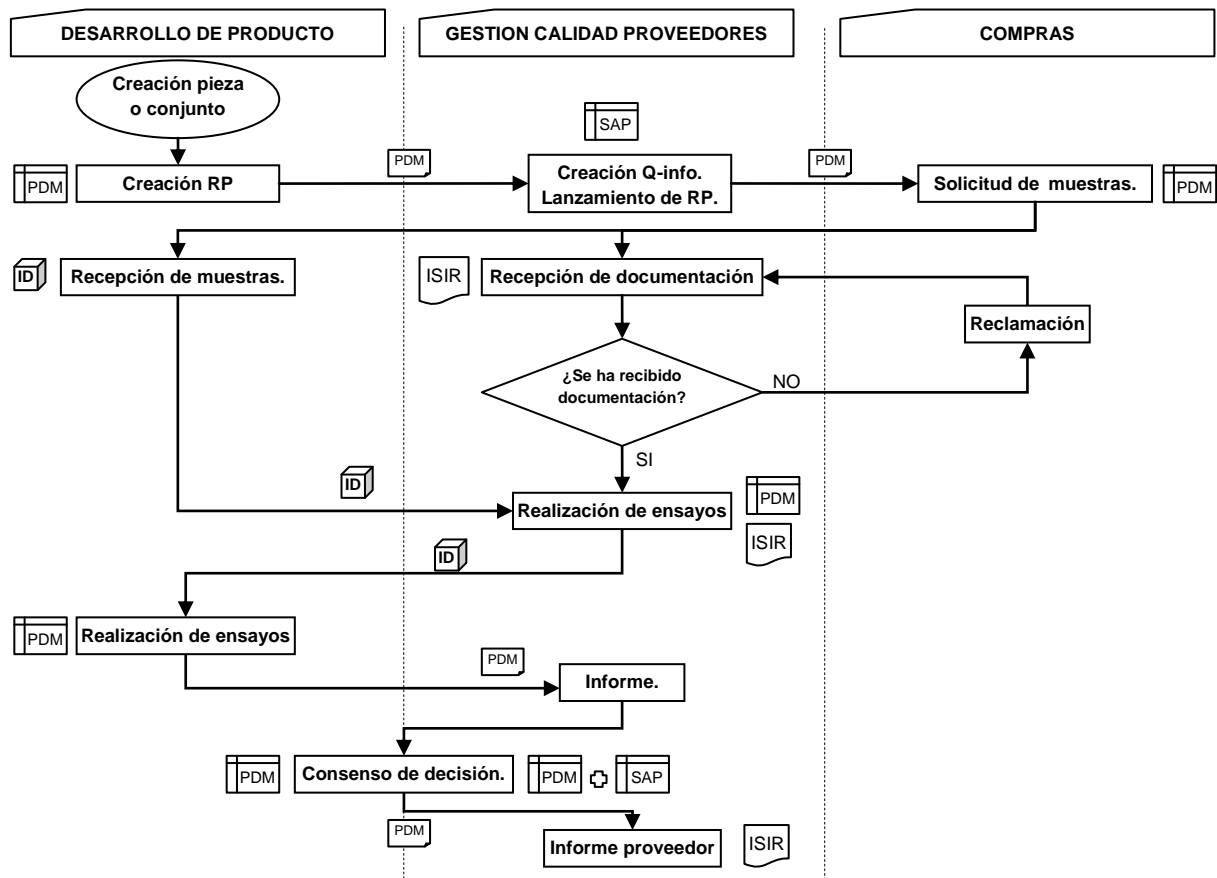 DESARROLLO DE PRODUCTO
GESTION CALIDAD PROVEEDORES
COMPRAS
Creación pieza
o conjunto
SAP
PDM
Creación RP
PDM
Creación Q-info.
Lanzamiento de RP.
PDM
Solicitud de muestras.
PDM
ID
Recepción de muestras.
ISIR
Recepción de documentación
Reclamación
¿Se ha recibido
documentación?
NO
SI
ID
Realización de ensayos
PDM
ISIR
ID
PDM
Realización de ensayos
PDM
Informe.
PDM
Consenso de decisión.
PDM
SAP
PDM
Informe proveedor
ISIR